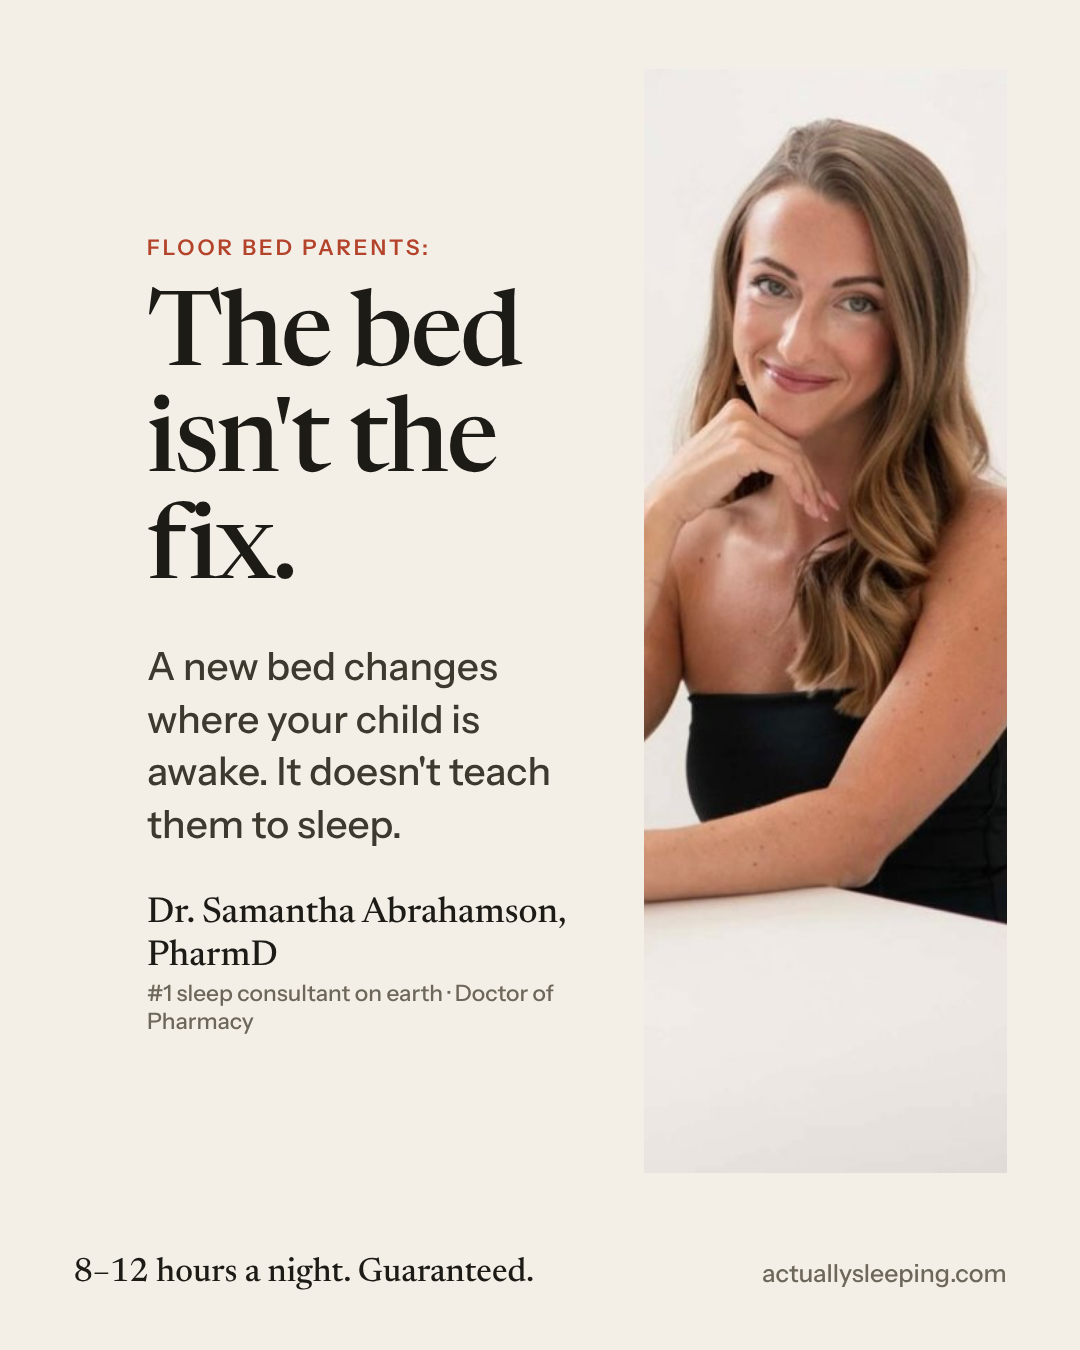 FLOOR BED PARENTS:
The bed
isn't the
fix.
A new bed changes
where your child is
awake. It doesn't teach
them to sleep.
Dr. Samantha Abrahamson,
PharmD
#1 sleep consultant on earth · Doctor of
Pharmacy
8–12 hours a night. Guaranteed.
actuallysleeping.com